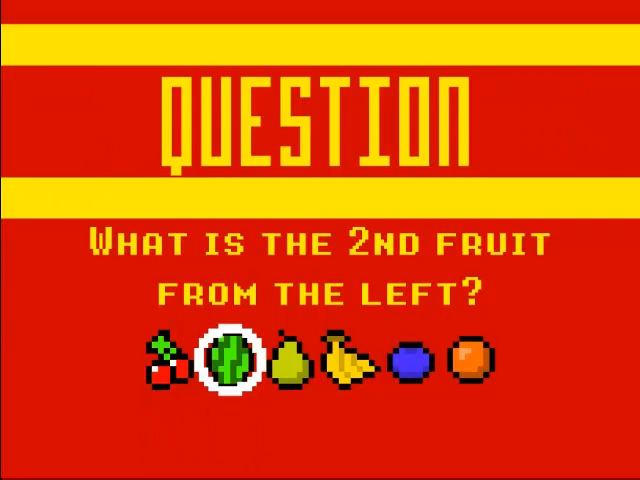 QUESTION
WHAT IS THE 2ND FRUIT
FROM THE LEFT?